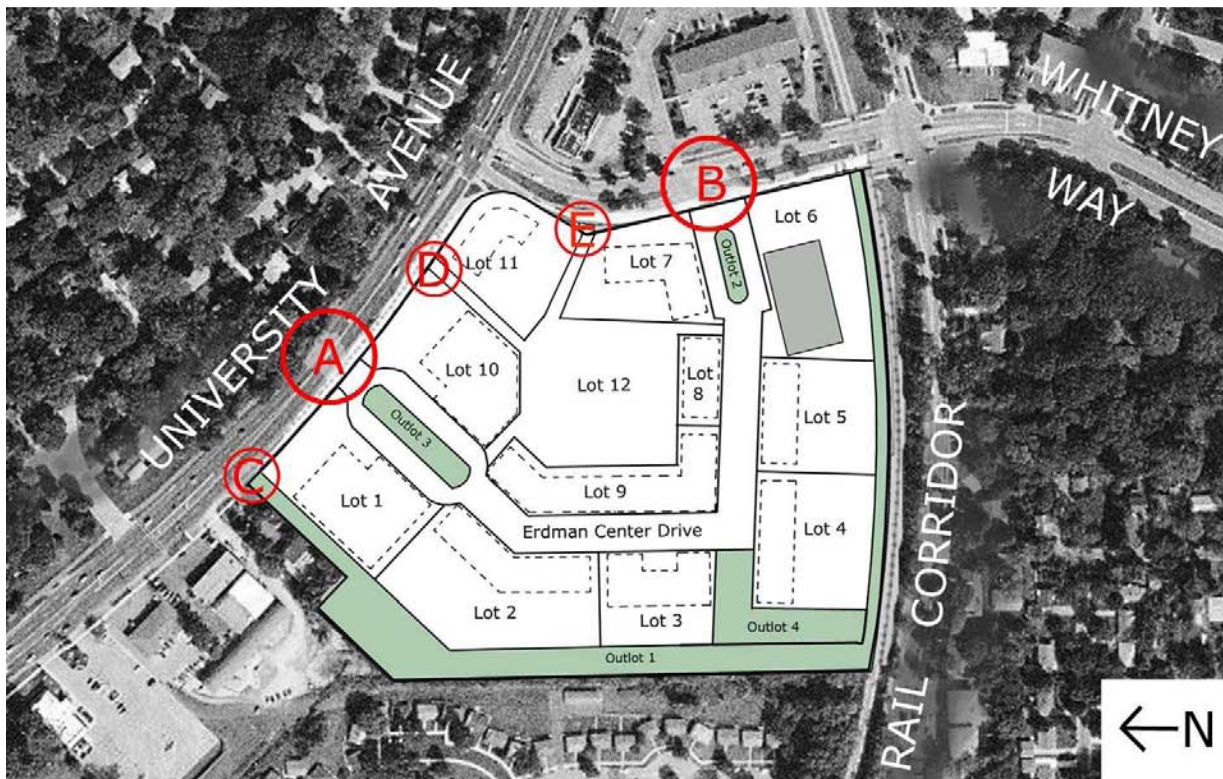 UNIVERSITY AVENUE
WHITNEY WAY
RAIL CORRIDOR
A
B
C
D
E
Lot 11
Lot 7
Outlot 2
Lot 6
Lot 10
Lot 12
Lot 8
Lot 5
Outlot 3
Lot 1
Lot 9
Lot 4
Erdman Center Drive
Lot 2
Lot 3
Outlot 4
Outlot 1
←N